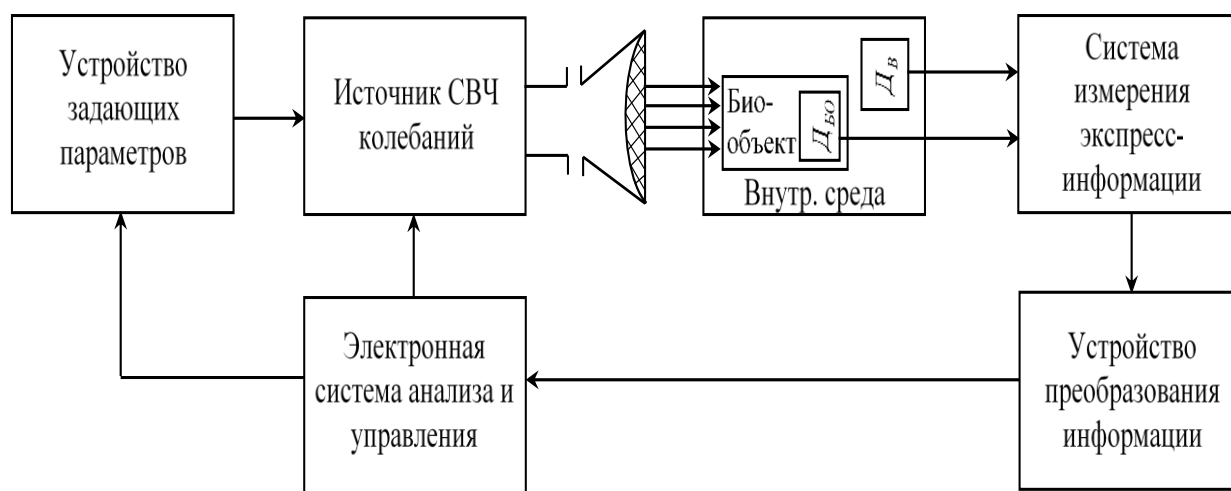 Устройство
задающих
параметров
Источник СВЧ
колебаний
Био-
объект
Д_БО
Д_в
Внутр. среда
Система
измерения
экспресс-
информации
Электронная
система анализа и
управления
Устройство
преобразования
информации